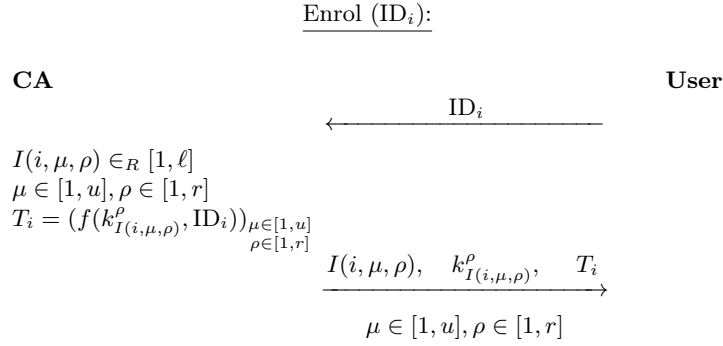 Enrol (ID_i):
CA User
ID_i
I(i, μ, ρ) ∈_R [1, ℓ]
μ ∈ [1, u], ρ ∈ [1, r]
T_i = (f(k^ρ_{I(i,μ,ρ)}, ID_i))_{μ∈[1,u] ρ∈[1,r]}
I(i, μ, ρ), k^ρ_{I(i,μ,ρ)}, T_i
μ ∈ [1, u], ρ ∈ [1, r]